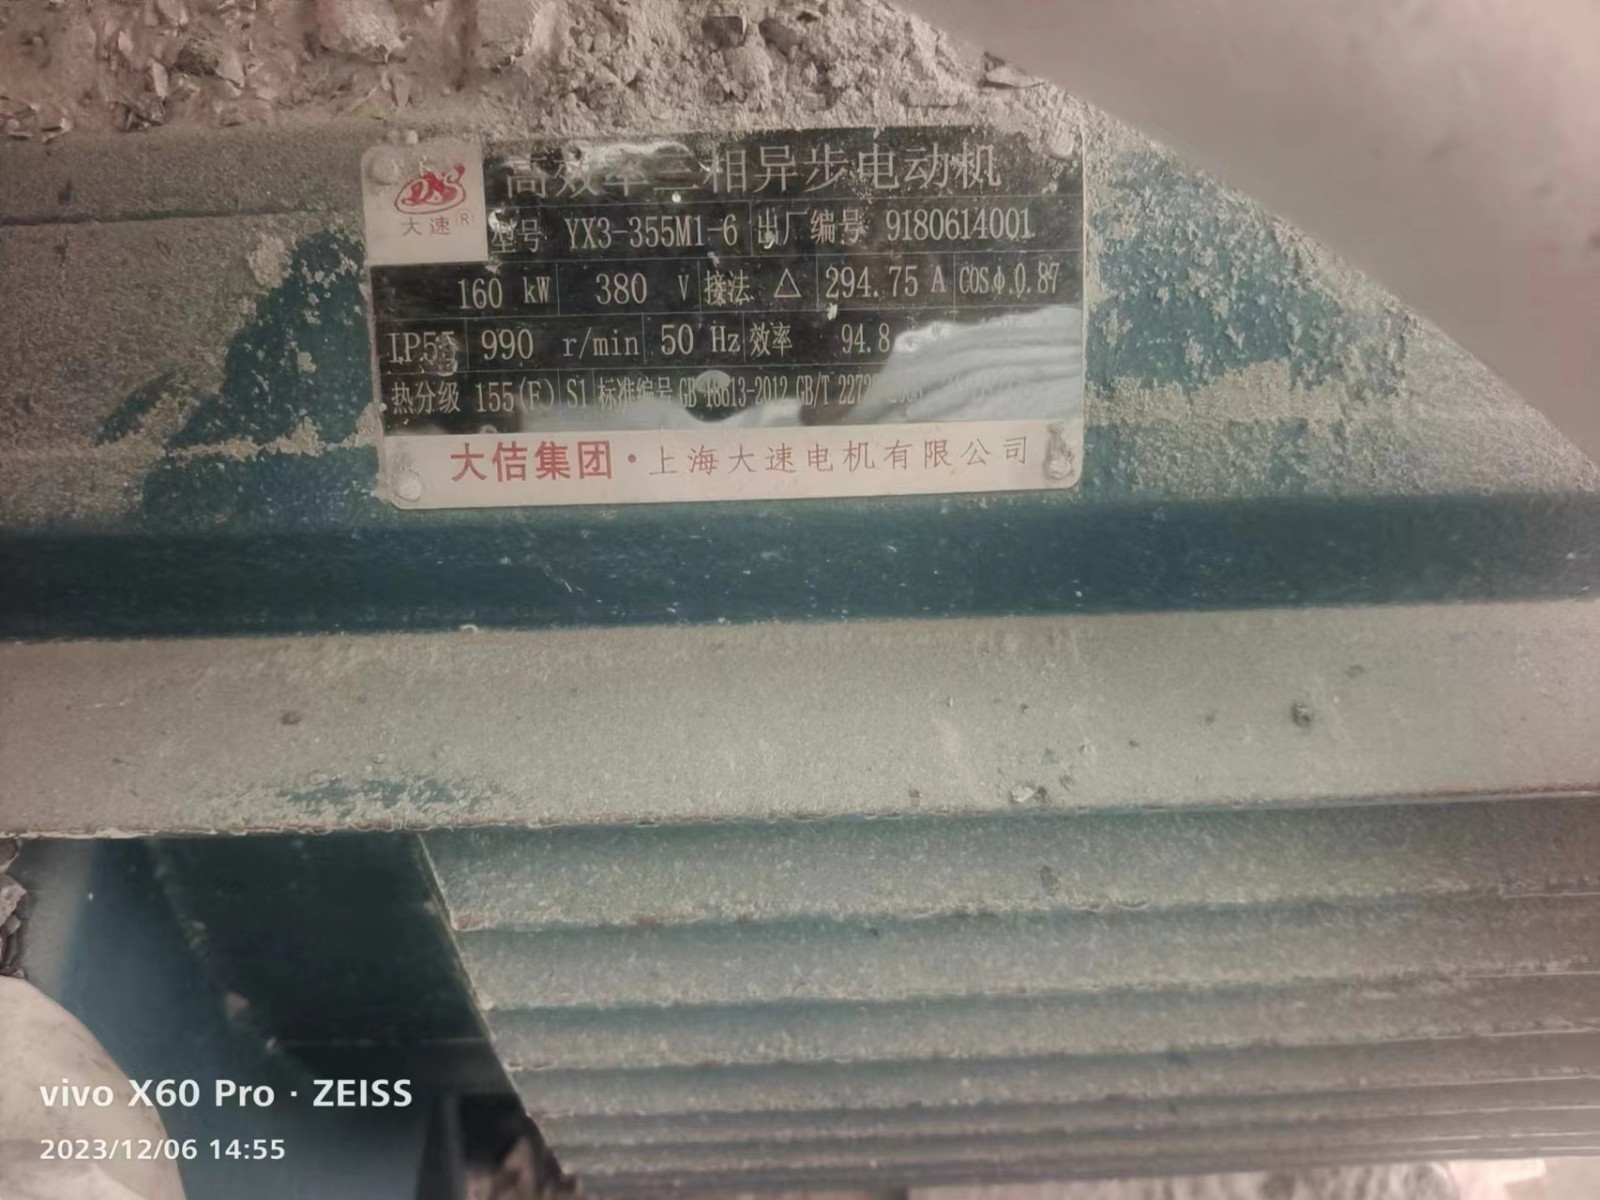 高效率三相异步电动机
DS
大速®
型号 YX3-355M1-6 出厂编号 9180614001
160 kW 380 V 接法 △ 294.75 A COSφ.0.87
IP55 990 r/min 50 Hz 效率 94.8
热分级 155(F) S1 标准编号 GB 18613-2012 GB/T
大佶集团·上海大速电机有限公司
vivo X60 Pro · ZEISS
2023/12/06 14:55